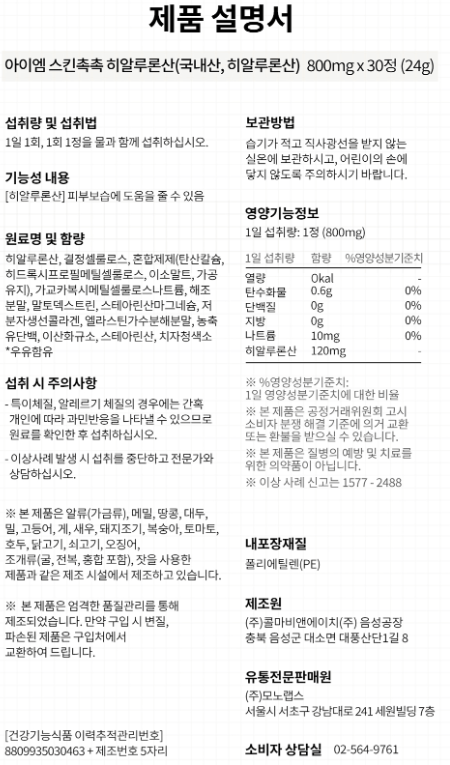 제품 설명서
아이엠 스킨촉촉 히알루론산(국내산, 히알루론산) 800mg x 30정 (24g)
섭취량 및 섭취법
1일 1회, 1회 1정을 물과 함께 섭취하십시오.
기능성 내용
[히알루론산] 피부보습에 도움을 줄 수 있음
원료명 및 함량
히알루론산, 결정셀룰로스, 혼합제제(탄산칼슘,
히드록시프로필메틸셀룰로스, 이소말트, 가공
유지), 가교카복시메틸셀룰로스나트륨, 해조
분말, 말토덱스트린, 스테아린산마그네슘, 저
분자생선콜라겐, 엘라스틴가수분해분말, 농축
유단백, 이산화규소, 스테아린산, 치자청색소
*우유함유
섭취 시 주의사항
- 특이체질, 알레르기 체질의 경우에는 간혹
개인에 따라 과민반응을 나타낼 수 있으므로
원료를 확인한 후 섭취하십시오.
- 이상사례 발생 시 섭취를 중단하고 전문가와
상담하십시오.
※ 본 제품은 알류(가금류), 메밀, 땅콩, 대두,
밀, 고등어, 게, 새우, 돼지고기, 복숭아, 토마토,
호두, 닭고기, 쇠고기, 오징어,
조개류(굴, 전복, 홍합 포함), 잣을 사용한
제품과 같은 제조 시설에서 제조하고 있습니다.
※ 본 제품은 엄격한 품질관리를 통해
제조되었습니다. 만약 구입 시 변질,
파손된 제품은 구입처에서
교환하여 드립니다.
[건강기능식품 이력추적관리번호]
8809935030463 + 제조번호 5자리
보관방법
습기가 적고 직사광선을 받지 않는
실온에 보관하시고, 어린이의 손에
닿지 않도록 주의하시기 바랍니다.
영양기능정보
1일 섭취량: 1정 (800mg)
1일 섭취량 함량 %영양성분기준치
열량 0kal -
탄수화물 0.6g 0%
단백질 0g 0%
지방 0g 0%
나트륨 10mg 0%
히알루론산 120mg -
※ %영양성분기준치:
1일 영양성분기준치에 대한 비율
※ 본 제품은 공정거래위원회 고시
소비자 분쟁 해결 기준에 의거 교환
또는 환불을 받으실 수 있습니다.
※ 본 제품은 질병의 예방 및 치료를
위한 의약품이 아닙니다.
※ 이상 사례 신고는 1577 - 2488
내포장재질
폴리에틸렌(PE)
제조원
(주)콜마비앤에이치(주) 음성공장
충북 음성군 대소면 대풍산단1길 8
유통전문판매원
(주)모노랩스
서울시 서초구 강남대로 241 세원빌딩 7층
소비자 상담실 02-564-9761